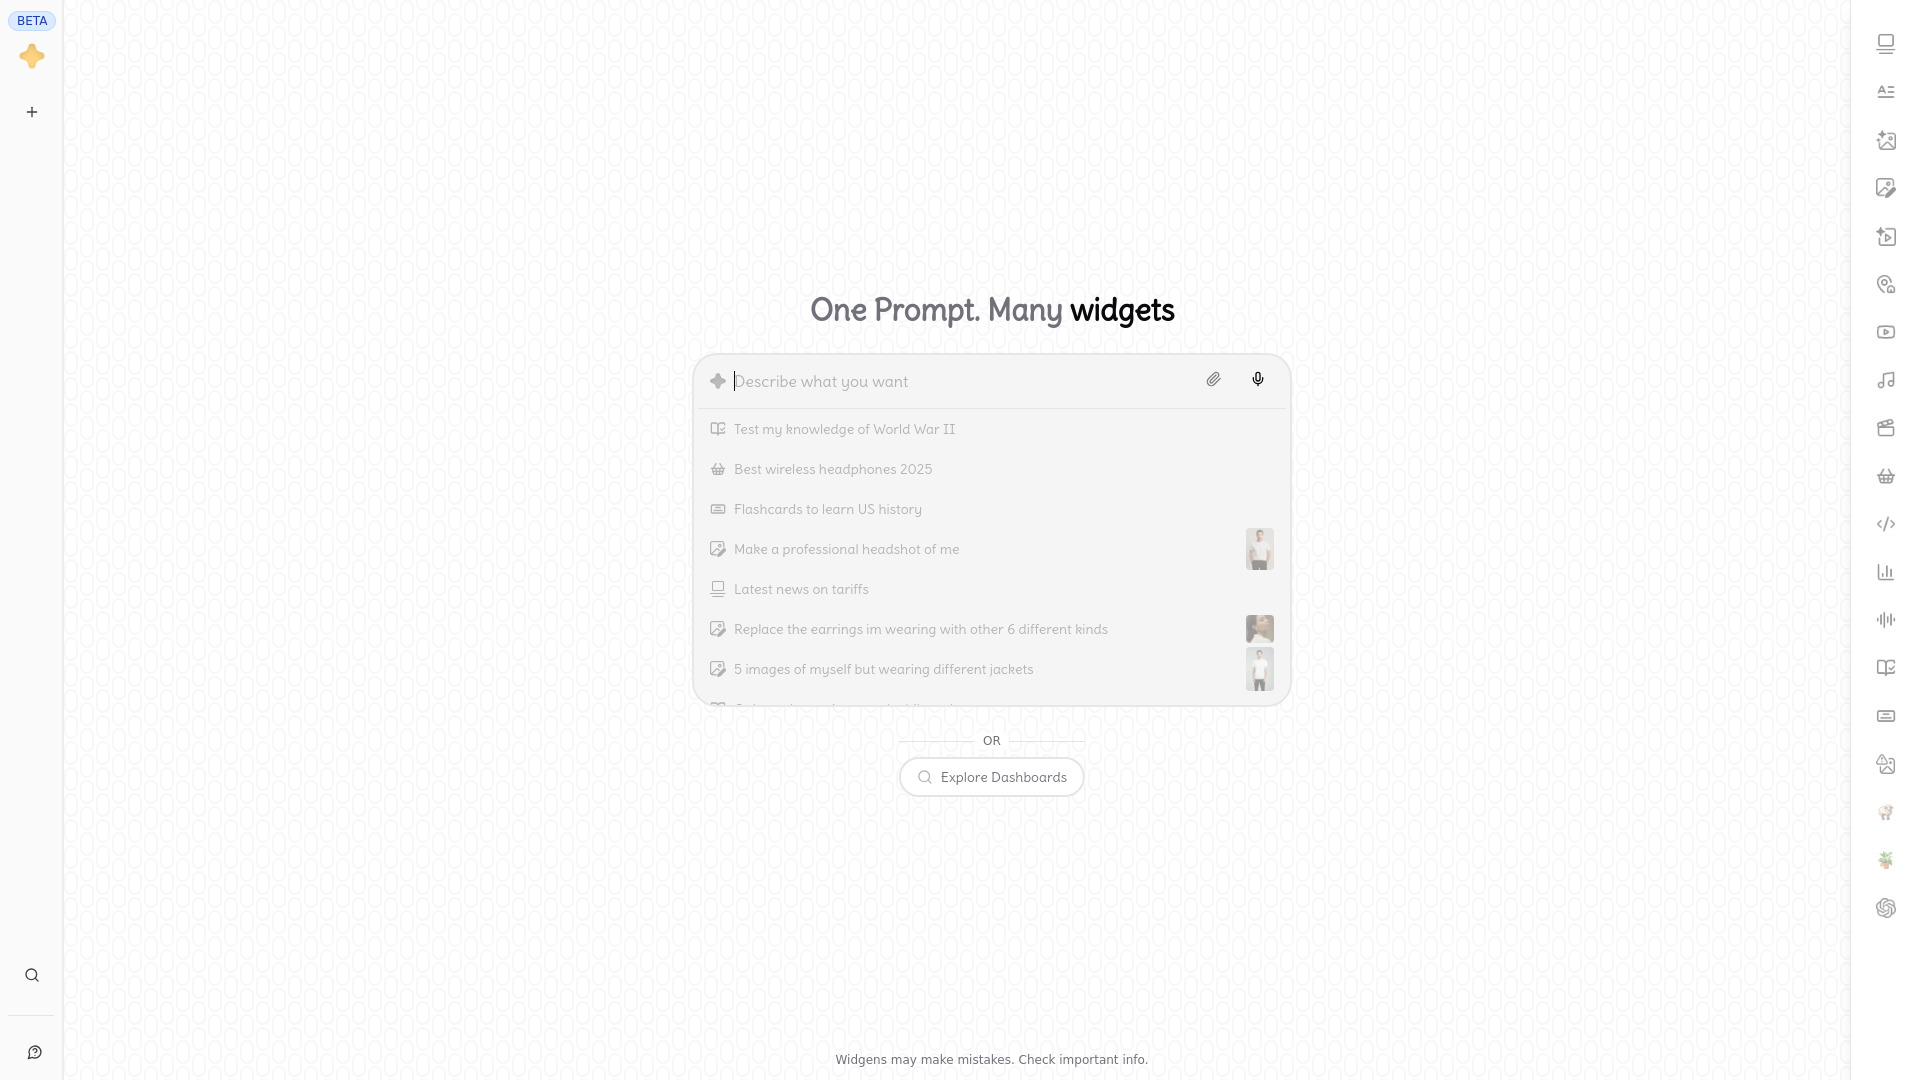 BETA
One Prompt. Many widgets
Describe what you want
Test my knowledge of World War II
Best wireless headphones 2025
Flashcards to learn US history
Make a professional headshot of me
Latest news on tariffs
Replace the earrings im wearing with other 6 different kinds
5 images of myself but wearing different jackets
OR
Explore Dashboards
Widgens may make mistakes. Check important info.